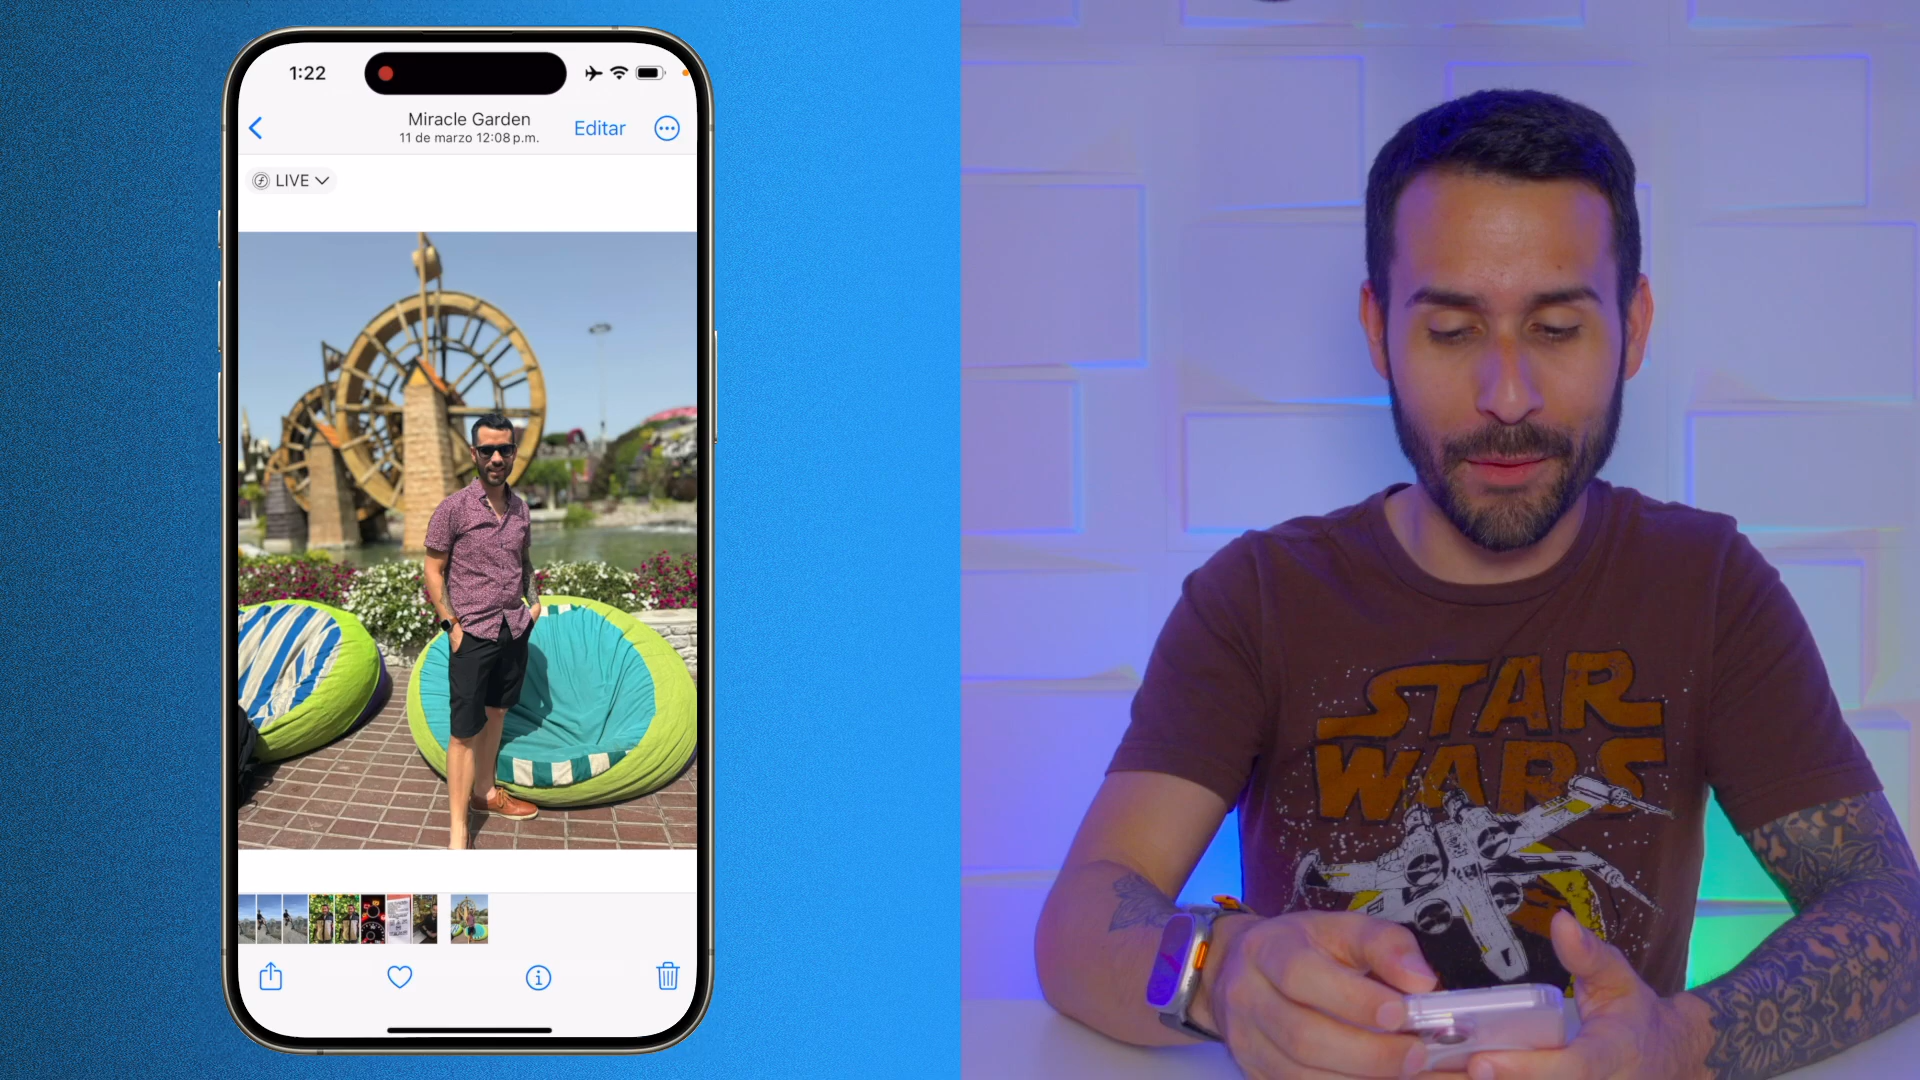 1:22
Miracle Garden
11 de marzo 12:08 p.m.
Editar
LIVE
STAR
WARS